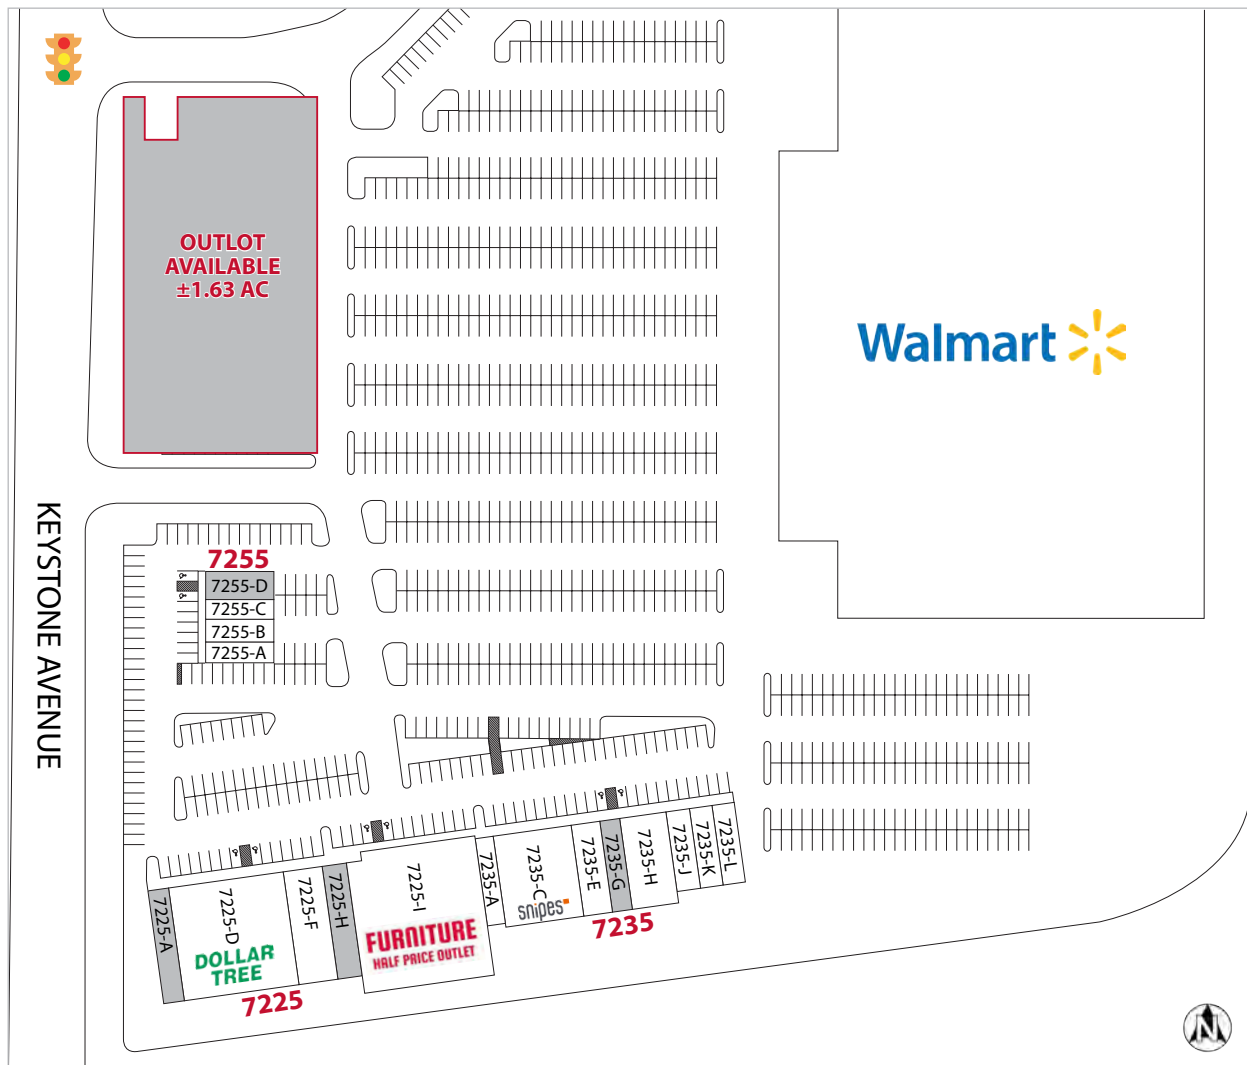 OUTLOT
AVAILABLE
±1.63 AC
Walmart
KEYSTONE AVENUE
7255
7255-D
7255-C
7255-B
7255-A
7225-A
7225-D
DOLLAR
TREE
7225-F
7225-H
7225-I
FURNITURE
HALF PRICE OUTLET
7225
7235-A
7235-C
snipes
7235-E
7235-G
7235-H
7235-J
7235-K
7235-L
7235
N